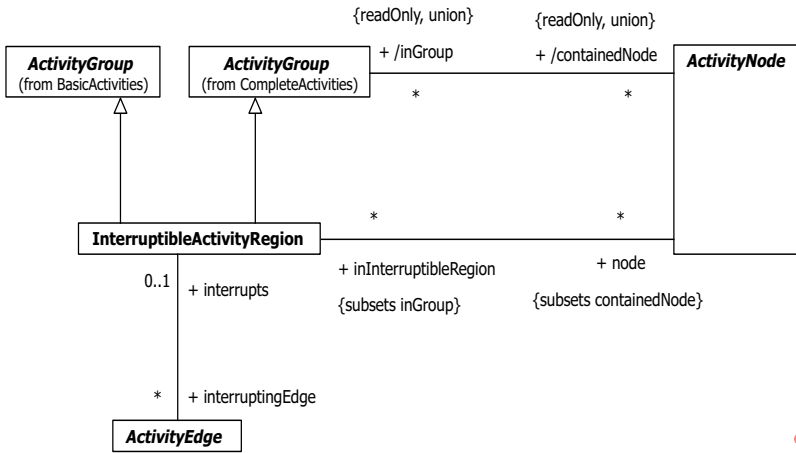 {readOnly, union}
{readOnly, union}
ActivityGroup
(from BasicActivities)
ActivityGroup
(from CompleteActivities)
+ /inGroup
+ /containedNode
ActivityNode
*
*
*
*
InterruptibleActivityRegion
+ inInterruptibleRegion
+ node
{subsets inGroup}
{subsets containedNode}
0..1
+ interrupts
*
+ interruptingEdge
ActivityEdge